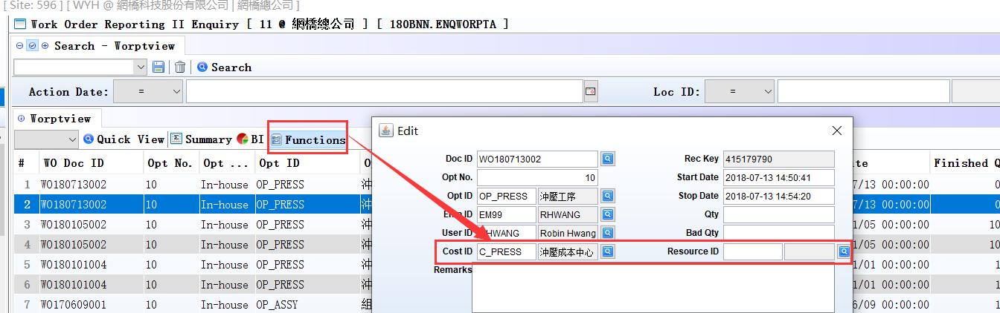 [ Site: 596 ] [ WYH @ 網橋科技股份有限公司 | 網橋總公司 ]
Work Order Reporting II Enquiry [ 11 @ 網橋總公司 ] [ 180BNN.ENQWORPTA ]
Search - Worptview
Search
Action Date: = Loc ID: =
Worptview
Quick View Summary BI Functions
# WO Doc ID Opt No. Opt ... Opt ID Finished Q
1 WO180713002 10 In-house OP_PRESS 沖 7/13 00:00:00 0
2 WO180713002 10 In-house OP_PRESS 沖 7/13 00:00:00 0
3 WO180105002 10 In-house OP_PRESS 沖 1/05 00:00:00 10
4 WO180105002 10 In-house OP_PRESS 沖 1/05 00:00:00 10
5 WO180101004 10 In-house OP_PRESS 沖 1/01 00:00:00 1
6 WO180101004 10 In-house OP_PRESS 沖 1/01 00:00:00 1
7 WO170609001 10 In-house OP_ASSY 組 6/09 00:00:00 1
Edit
Doc ID WO180713002 Rec Key 415179790
Opt No. 10 Start Date 2018-07-13 14:50:41
Opt ID OP_PRESS 沖壓工序 Stop Date 2018-07-13 14:54:20
EM99 RHWANG Qty
User ID HWANG Robin Hwang Bad Qty
Cost ID C_PRESS 沖壓成本中心 Resource ID
Remarks